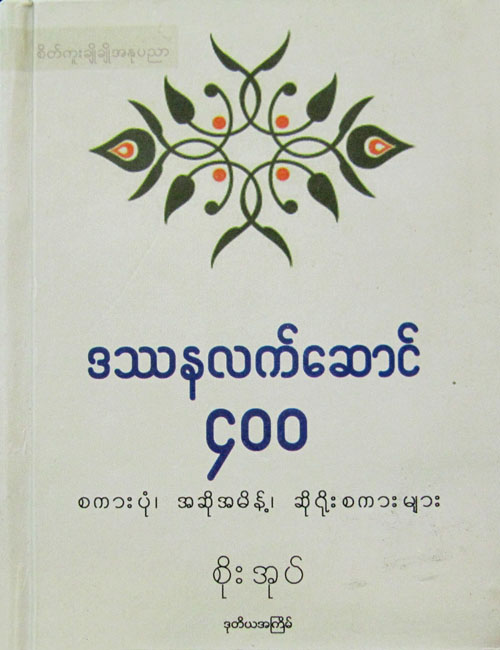 စိတ်ကူးချိုချိုအနုပညာ
ဒဿနလက်ဆောင်
၄၀၀
စကားပုံ၊ အဆိုအမိန့်၊ ဆိုရိုးစကားများ
စိုးအုပ်
ဒုတိယအကြိမ်